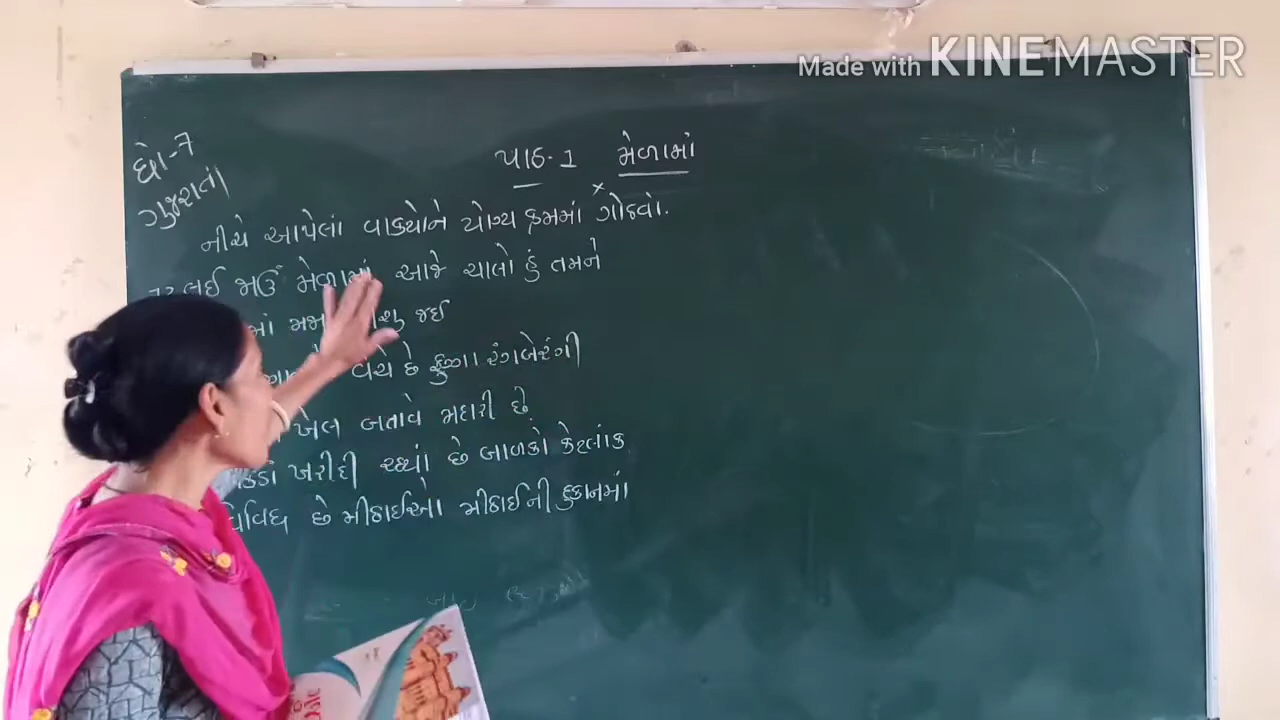 Made with KINEMASTER
ધો-7
ગુજરાતી
પાઠ-1 મેળામાં
નીચે આપેલાં વાક્યોને યોગ્ય ક્રમમાં ગોઠવો.
લઈ જાઉં મેળામાં આજે ચાલો હું તમને
જઈ
વેચે છે ફુગ્ગા રંગબેરંગી
ખેલ બતાવે મદારી છે.
ખરીદી રહ્યાં છે બાળકો કેટલાંક
વિવિધ છે મીઠાઈઓ મીઠાઈની દુકાનમાં